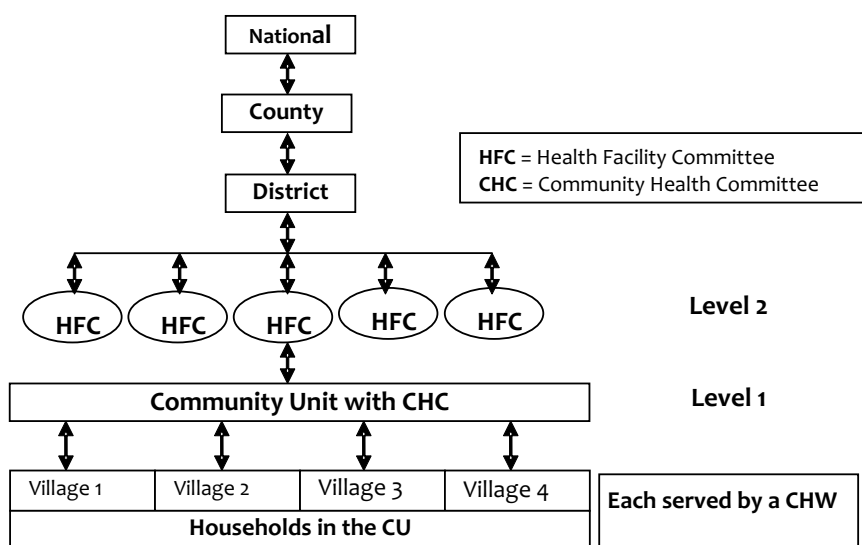 National
County
HFC = Health Facility Committee
CHC = Community Health Committee
District
HFC HFC HFC HFC HFC
Level 2
Community Unit with CHC
Level 1
Village 1 Village 2 Village 3 Village 4
Each served by a CHW
Households in the CU